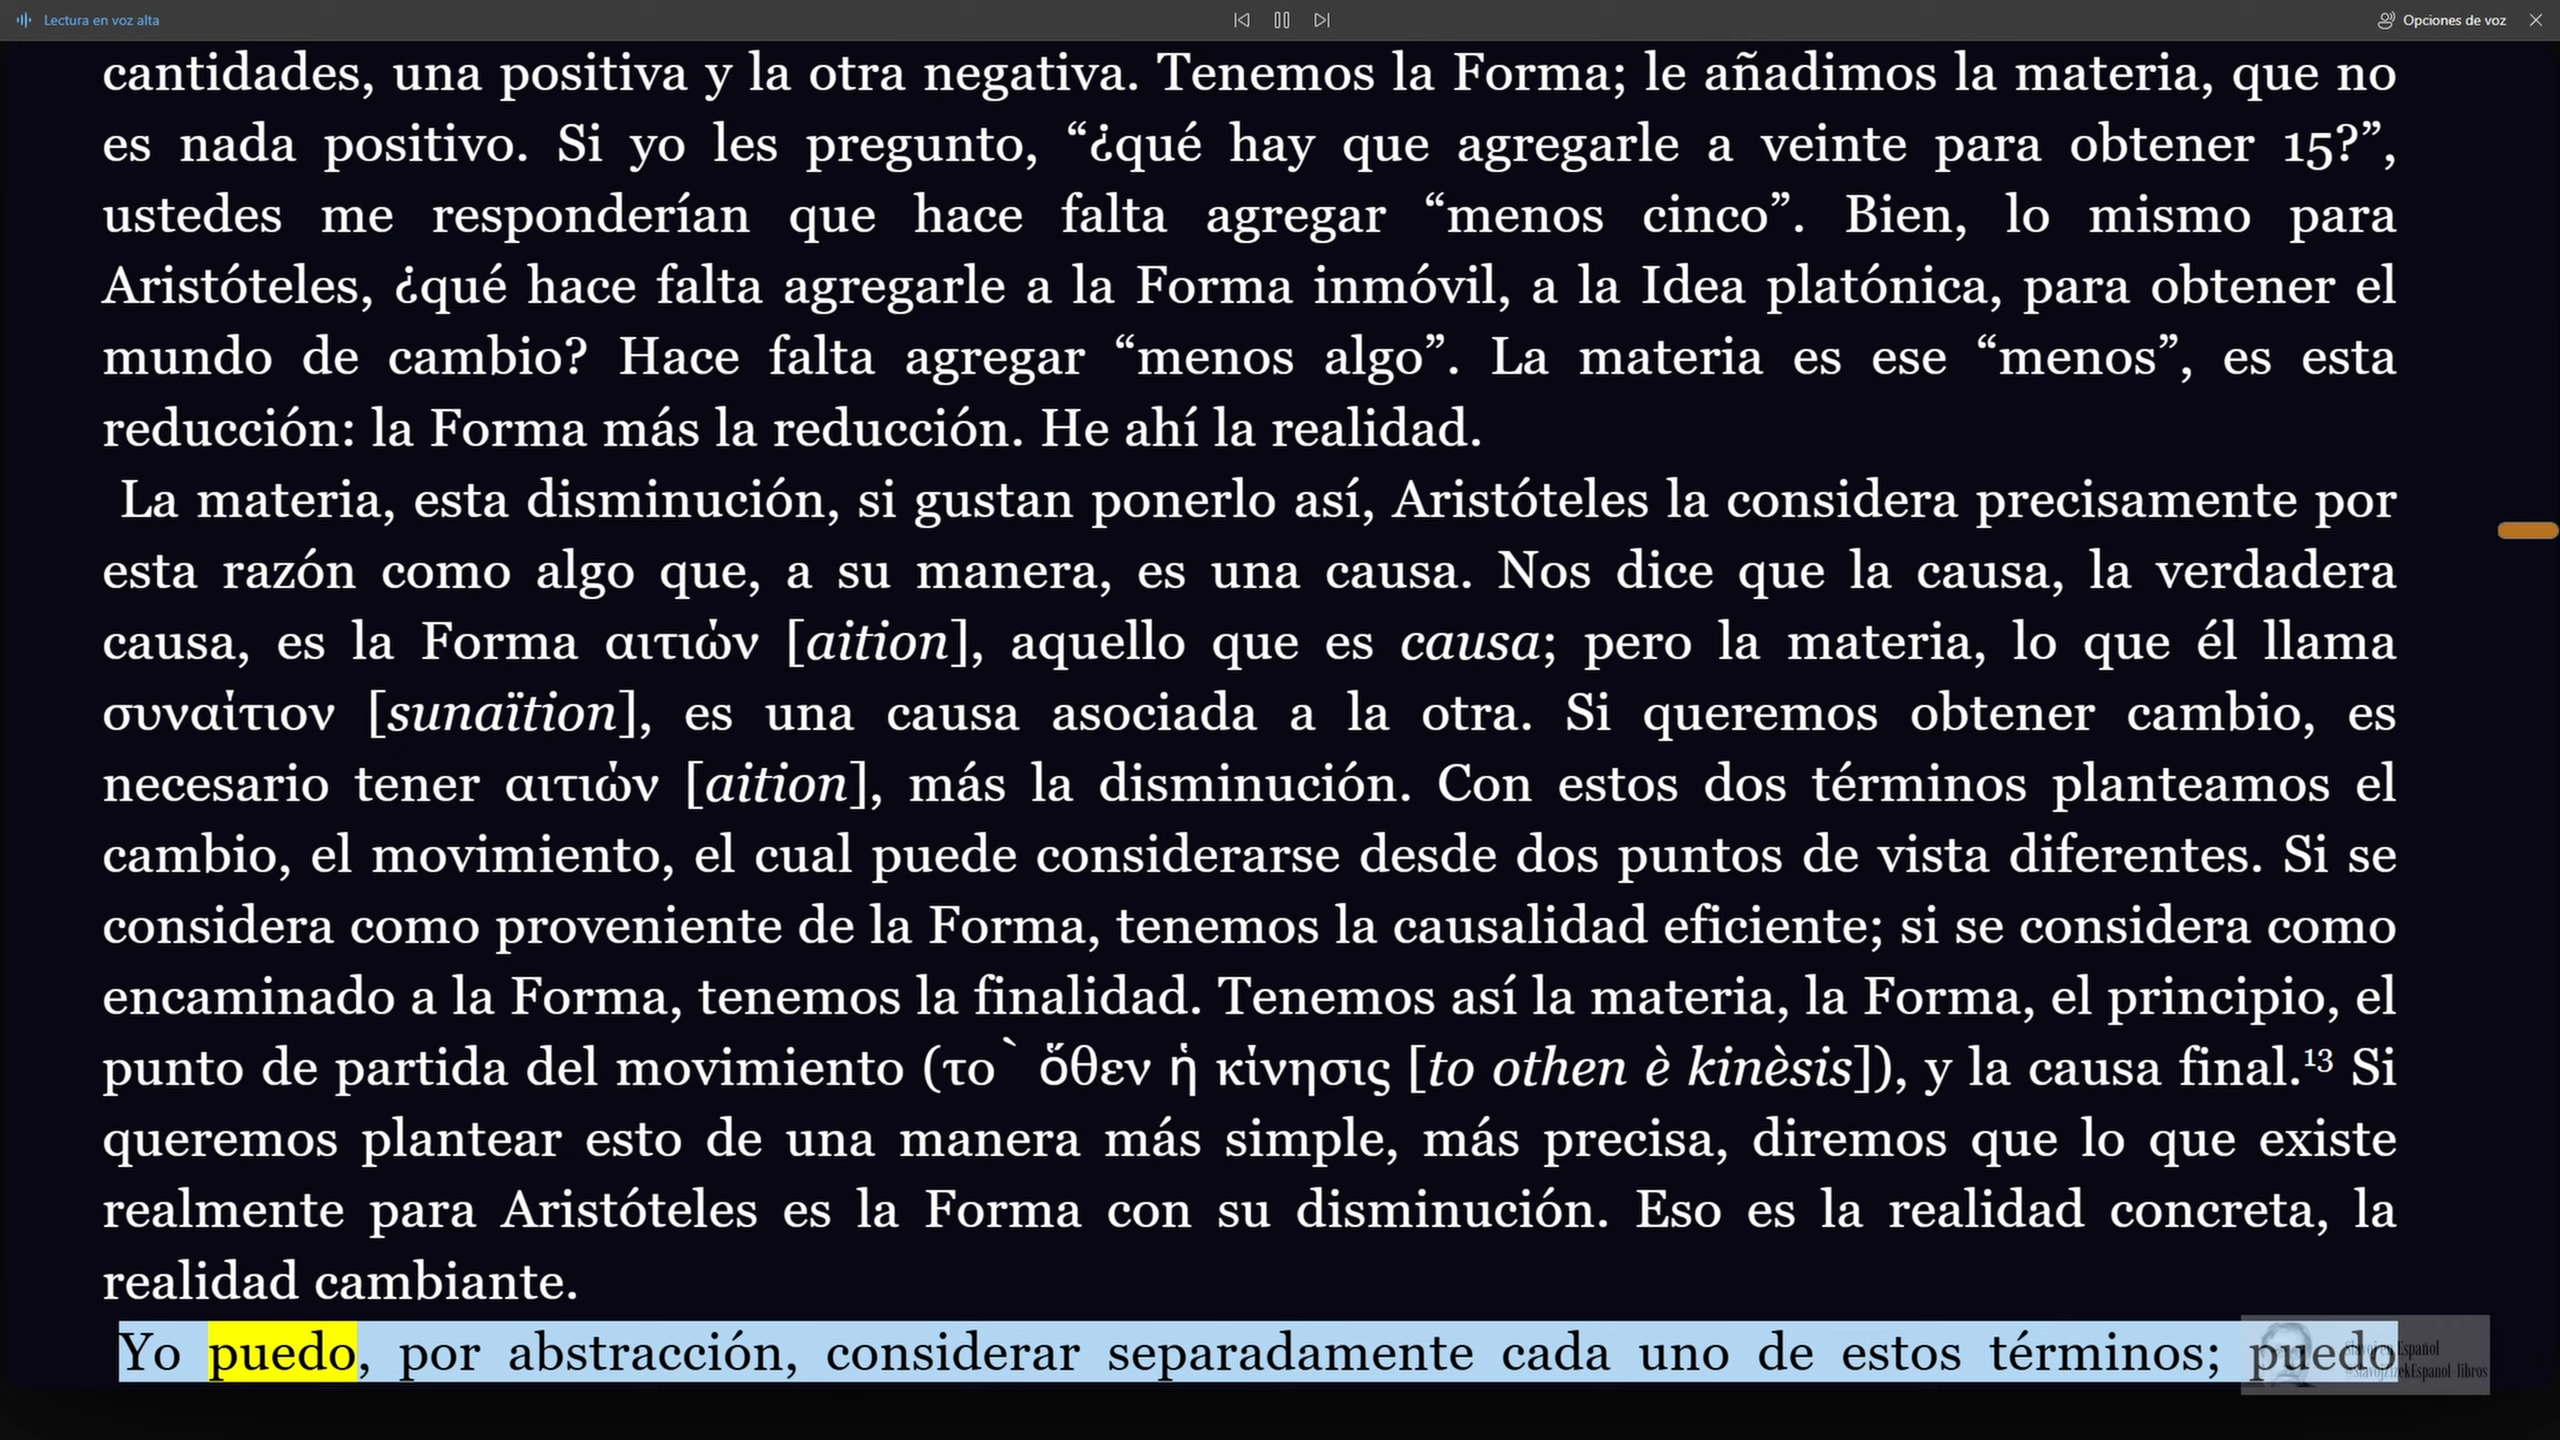 Lectura en voz alta
Opciones de voz
cantidades, una positiva y la otra negativa. Tenemos la Forma; le añadimos la materia, que no
es nada positivo. Si yo les pregunto, “¿qué hay que agregarle a veinte para obtener 15?”,
ustedes me responderían que hace falta agregar “menos cinco”. Bien, lo mismo para
Aristóteles, ¿qué hace falta agregarle a la Forma inmóvil, a la Idea platónica, para obtener el
mundo de cambio? Hace falta agregar “menos algo”. La materia es ese “menos”, es esta
reducción: la Forma más la reducción. He ahí la realidad.
La materia, esta disminución, si gustan ponerlo así, Aristóteles la considera precisamente por
esta razón como algo que, a su manera, es una causa. Nos dice que la causa, la verdadera
causa, es la Forma αιτιὠν [aition], aquello que es causa; pero la materia, lo que él llama
συναἰτιον [sunaïtion], es una causa asociada a la otra. Si queremos obtener cambio, es
necesario tener αιτιὠν [aition], más la disminución. Con estos dos términos planteamos el
cambio, el movimiento, el cual puede considerarse desde dos puntos de vista diferentes. Si se
considera como proveniente de la Forma, tenemos la causalidad eficiente; si se considera como
encaminado a la Forma, tenemos la finalidad. Tenemos así la materia, la Forma, el principio, el
punto de partida del movimiento (το` ὅθεν ἡ κἰνησις [to othen è kinèsis]), y la causa final.¹³ Si
queremos plantear esto de una manera más simple, más precisa, diremos que lo que existe
realmente para Aristóteles es la Forma con su disminución. Eso es la realidad concreta, la
realidad cambiante.
Yo puedo, por abstracción, considerar separadamente cada uno de estos términos; puedo
Español